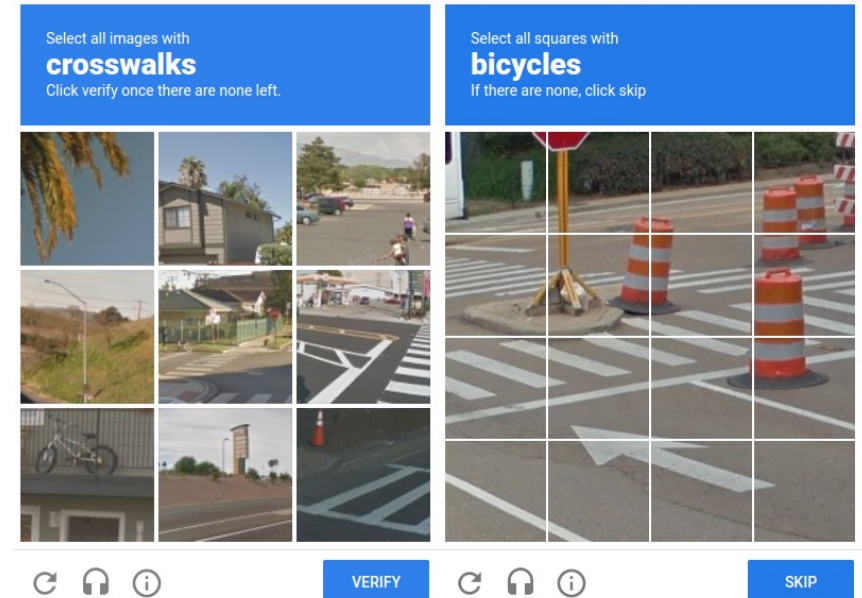 Select all images with
crosswalks
Click verify once there are none left.
VERIFY
Select all squares with
bicycles
If there are none, click skip
SKIP